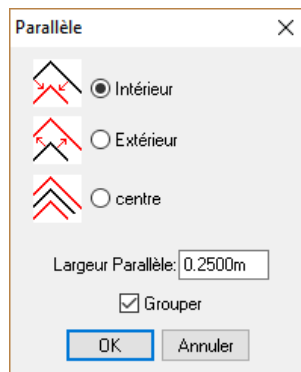 Parallèle
Intérieur
Extérieur
centre
Largeur Parallèle: 0.2500m
Grouper
OK Annuler